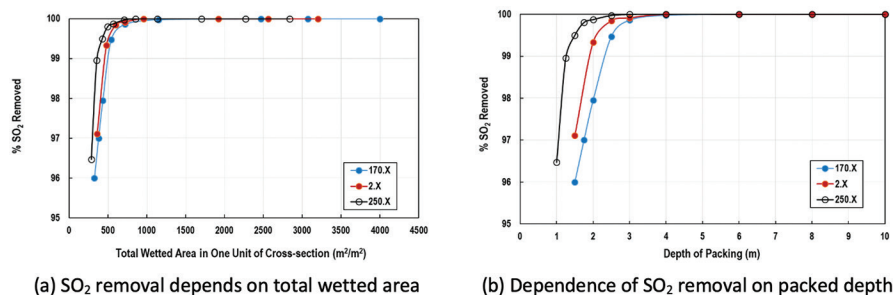 100
99
98
97
96
95
% SO2 Removed
170.X
2.X
250.X
0 500 1000 1500 2000 2500 3000 3500 4000 4500
Total Wetted Area in One Unit of Cross-section (m²/m²)
(a) SO₂ removal depends on total wetted area
100
99
98
97
96
95
% SO₂ Removed
170.X
2.X
250.X
0 1 2 3 4 5 6 7 8 9 10
Depth of Packing (m)
(b) Dependence of SO₂ removal on packed depth